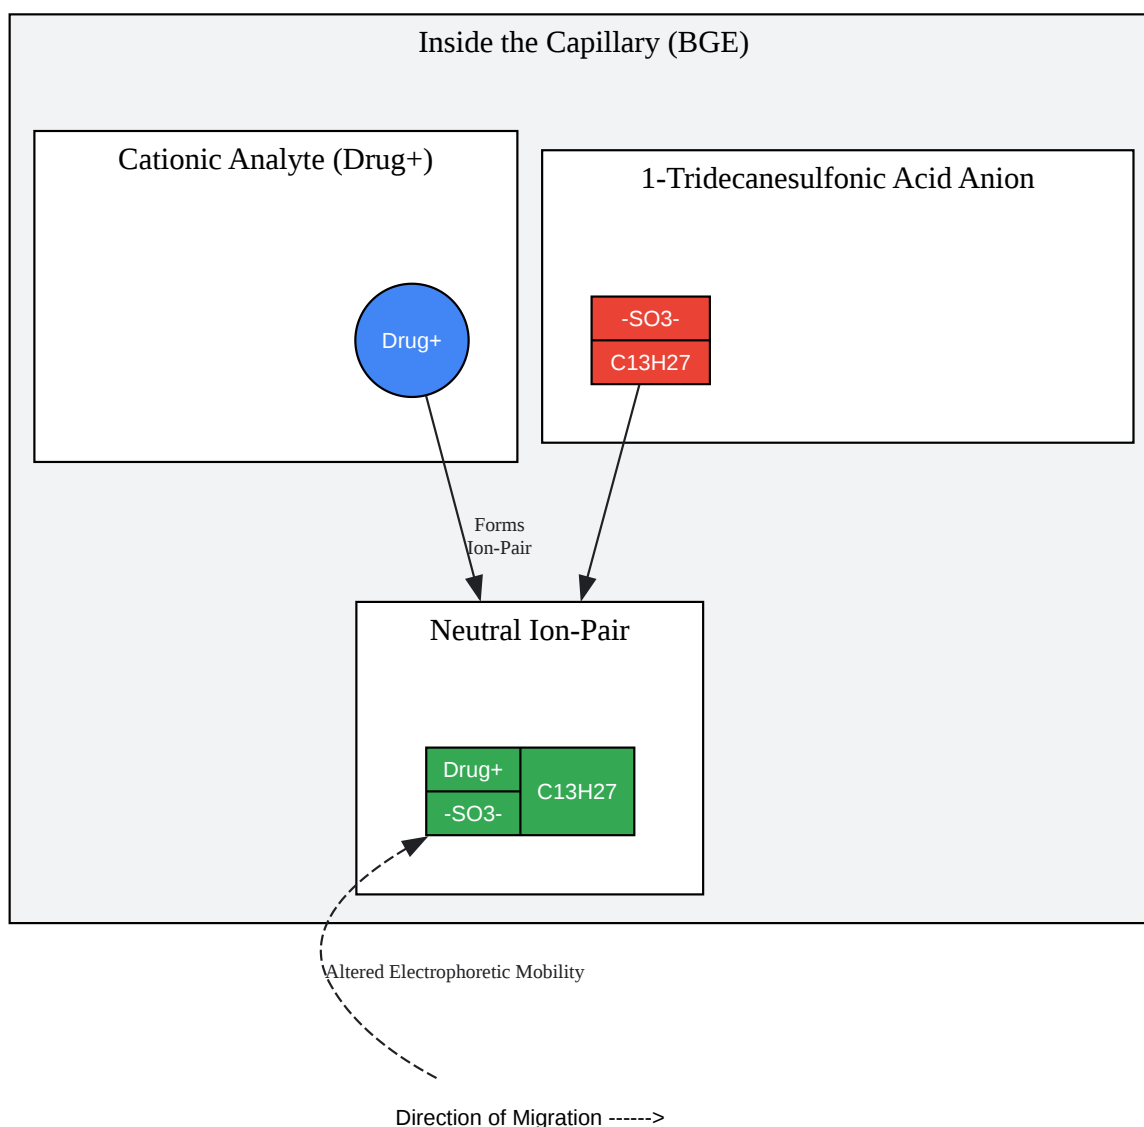 Inside the Capillary (BGE)
Cationic Analyte (Drug+)
1-Tridecanesulfonic Acid Anion
Drug+
-SO3-
C13H27
Forms
Ion-Pair
Neutral Ion-Pair
Drug+
-SO3-
C13H27
Altered Electrophoretic Mobility
Direction of Migration ------>